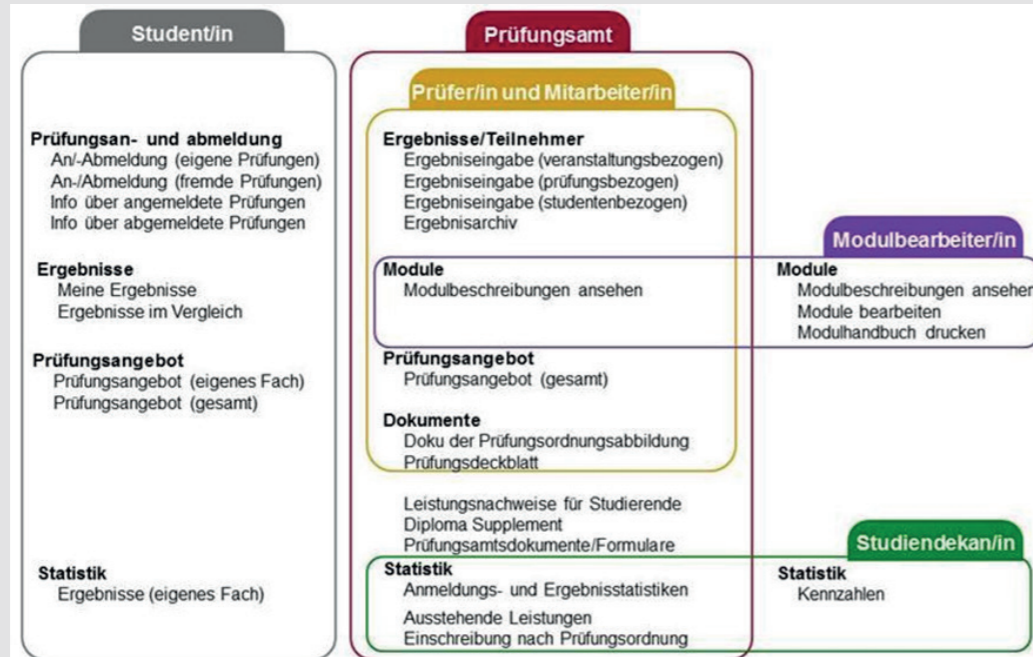 Student/in
Prüfungsan- und abmeldung
An/-Abmeldung (eigene Prüfungen)
An-/Abmeldung (fremde Prüfungen)
Info über angemeldete Prüfungen
Info über abgemeldete Prüfungen
Ergebnisse
Meine Ergebnisse
Ergebnisse im Vergleich
Prüfungsangebot
Prüfungsangebot (eigenes Fach)
Prüfungsangebot (gesamt)
Statistik
Ergebnisse (eigenes Fach)
Prüfungsamt
Prüfer/in und Mitarbeiter/in
Ergebnisse/Teilnehmer
Ergebniseingabe (veranstaltungsbezogen)
Ergebniseingabe (prüfungsbezogen)
Ergebniseingabe (studentenbezogen)
Ergebnisarchiv
Module
Modulbeschreibungen ansehen
Prüfungsangebot
Prüfungsangebot (gesamt)
Dokumente
Doku der Prüfungsordnungsabbildung
Prüfungsdeckblatt
Leistungsnachweise für Studierende
Diploma Supplement
Prüfungsamtsdokumente/Formulare
Statistik
Anmeldungs- und Ergebnisstatistiken
Ausstehende Leistungen
Einschreibung nach Prüfungsordnung
Modulbearbeiter/in
Module
Modulbeschreibungen ansehen
Module bearbeiten
Modulhandbuch drucken
Studiendekan/in
Statistik
Kennzahlen